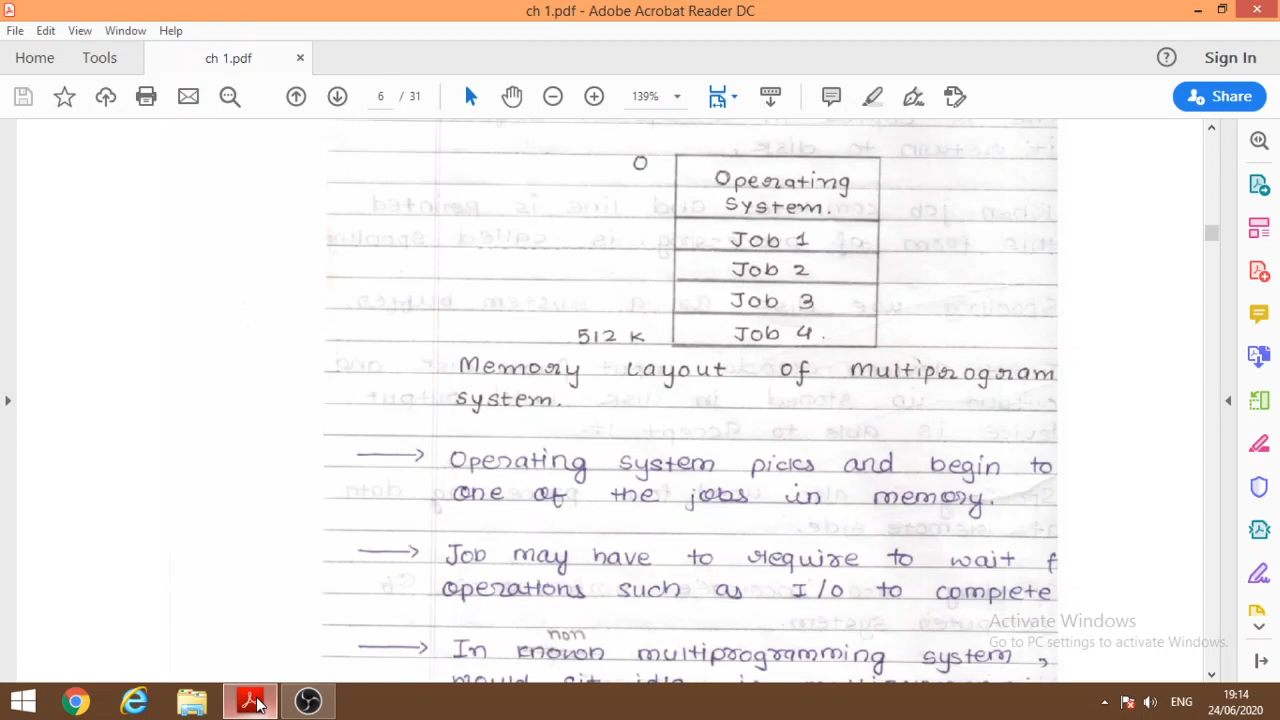 ch 1.pdf - Adobe Acrobat Reader DC
File Edit View Window Help
Home Tools ch 1.pdf × Sign In
6 / 31 139% Share
0
Operating
System.
Job 1
Job 2
Job 3
512 K Job 4.
Memory Layout of multiprogram
system.
Operating system picks and begin to
one of the jobs in memory.
Job may have to require to wait f
operations such as I/O to complete
non
In known multiprogramming system,
Activate Windows
Go to PC settings to activate Windows.
ENG
19:14
24/06/2020